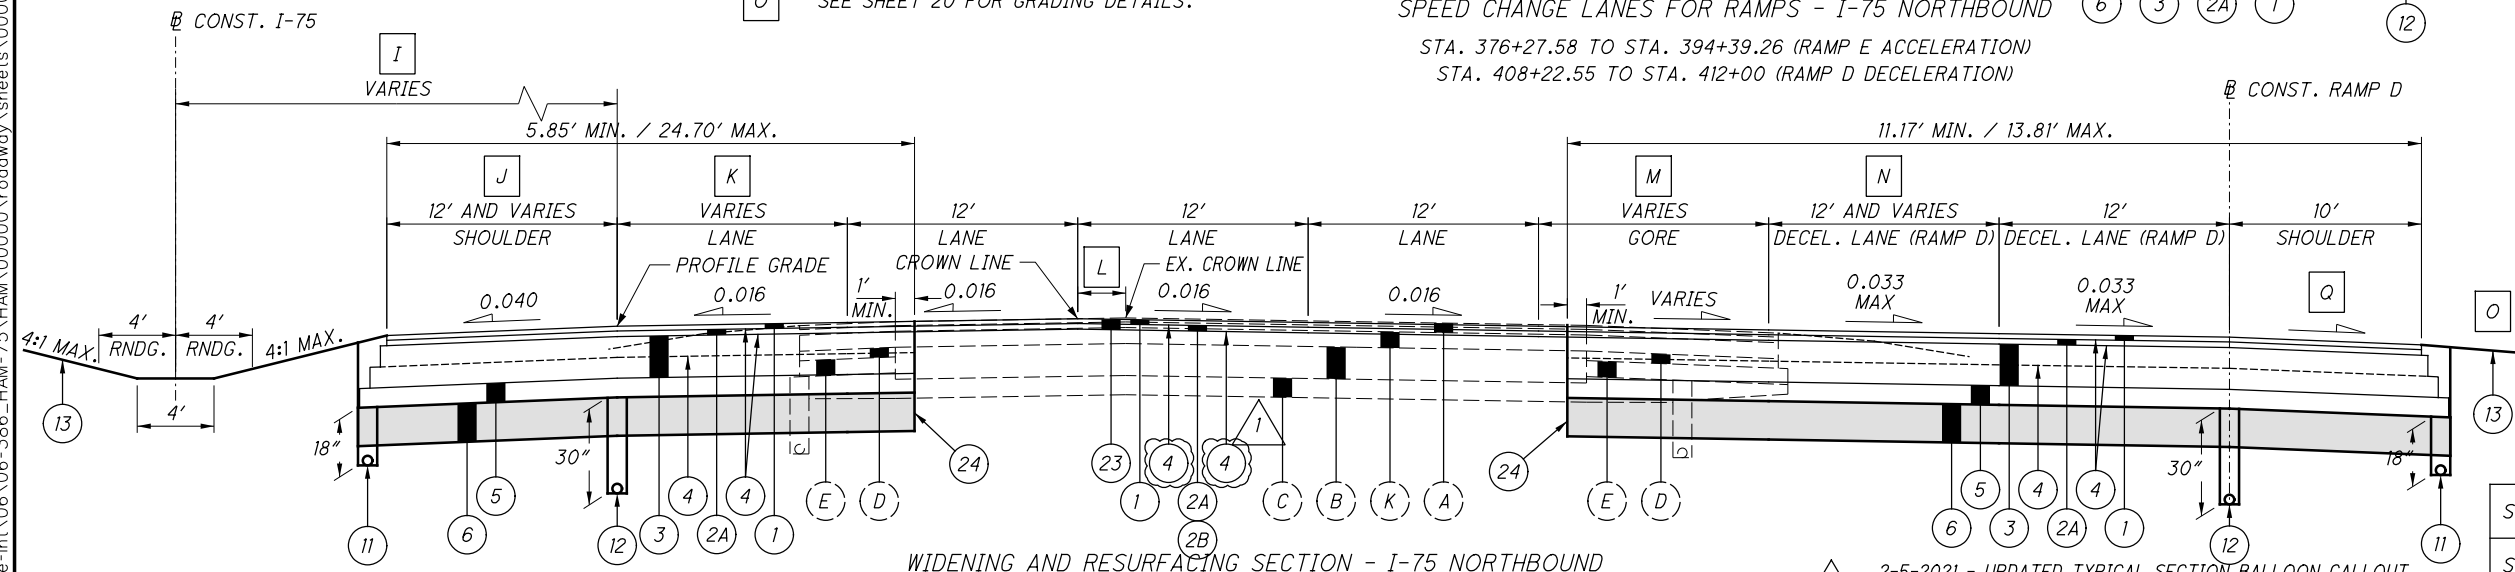 O SEE SHEET 20 FOR GRADING DETAILS.
SPEED CHANGE LANES FOR RAMPS - I-75 NORTHBOUND
6 3 2A 1
12
STA. 376+27.58 TO STA. 394+39.26 (RAMP E ACCELERATION)
STA. 408+22.55 TO STA. 412+00 (RAMP D DECELERATION)
℄ CONST. I-75
I
VARIES
℄ CONST. RAMP D
5.85' MIN. / 24.70' MAX.
11.17' MIN. / 13.81' MAX.
J K M N
12' AND VARIES VARIES 12' 12' 12' VARIES 12' AND VARIES 12' 10'
SHOULDER LANE LANE LANE LANE GORE DECEL. LANE (RAMP D) DECEL. LANE (RAMP D) SHOULDER
PROFILE GRADE CROWN LINE L EX. CROWN LINE
0.040 0.016 1' MIN. 0.016 0.016 0.016 1' MIN. VARIES 0.033 MAX 0.033 MAX Q O
4' 4'
4:1 MAX. RNDG. RNDG. 4:1 MAX.
4'
13 13
18" 30" 30" 18"
24 23 4 4 1 24
5 4 4 E D 1 2A C B K A E D 5 4 4
11 6 12 3 2A 1 2B 6 3 2A 1 12 11
WIDENING AND RESURFACING SECTION - I-75 NORTHBOUND
2-5-2021 - UPDATED TYPICAL SECTION BALLOON CALLOUT
S
S